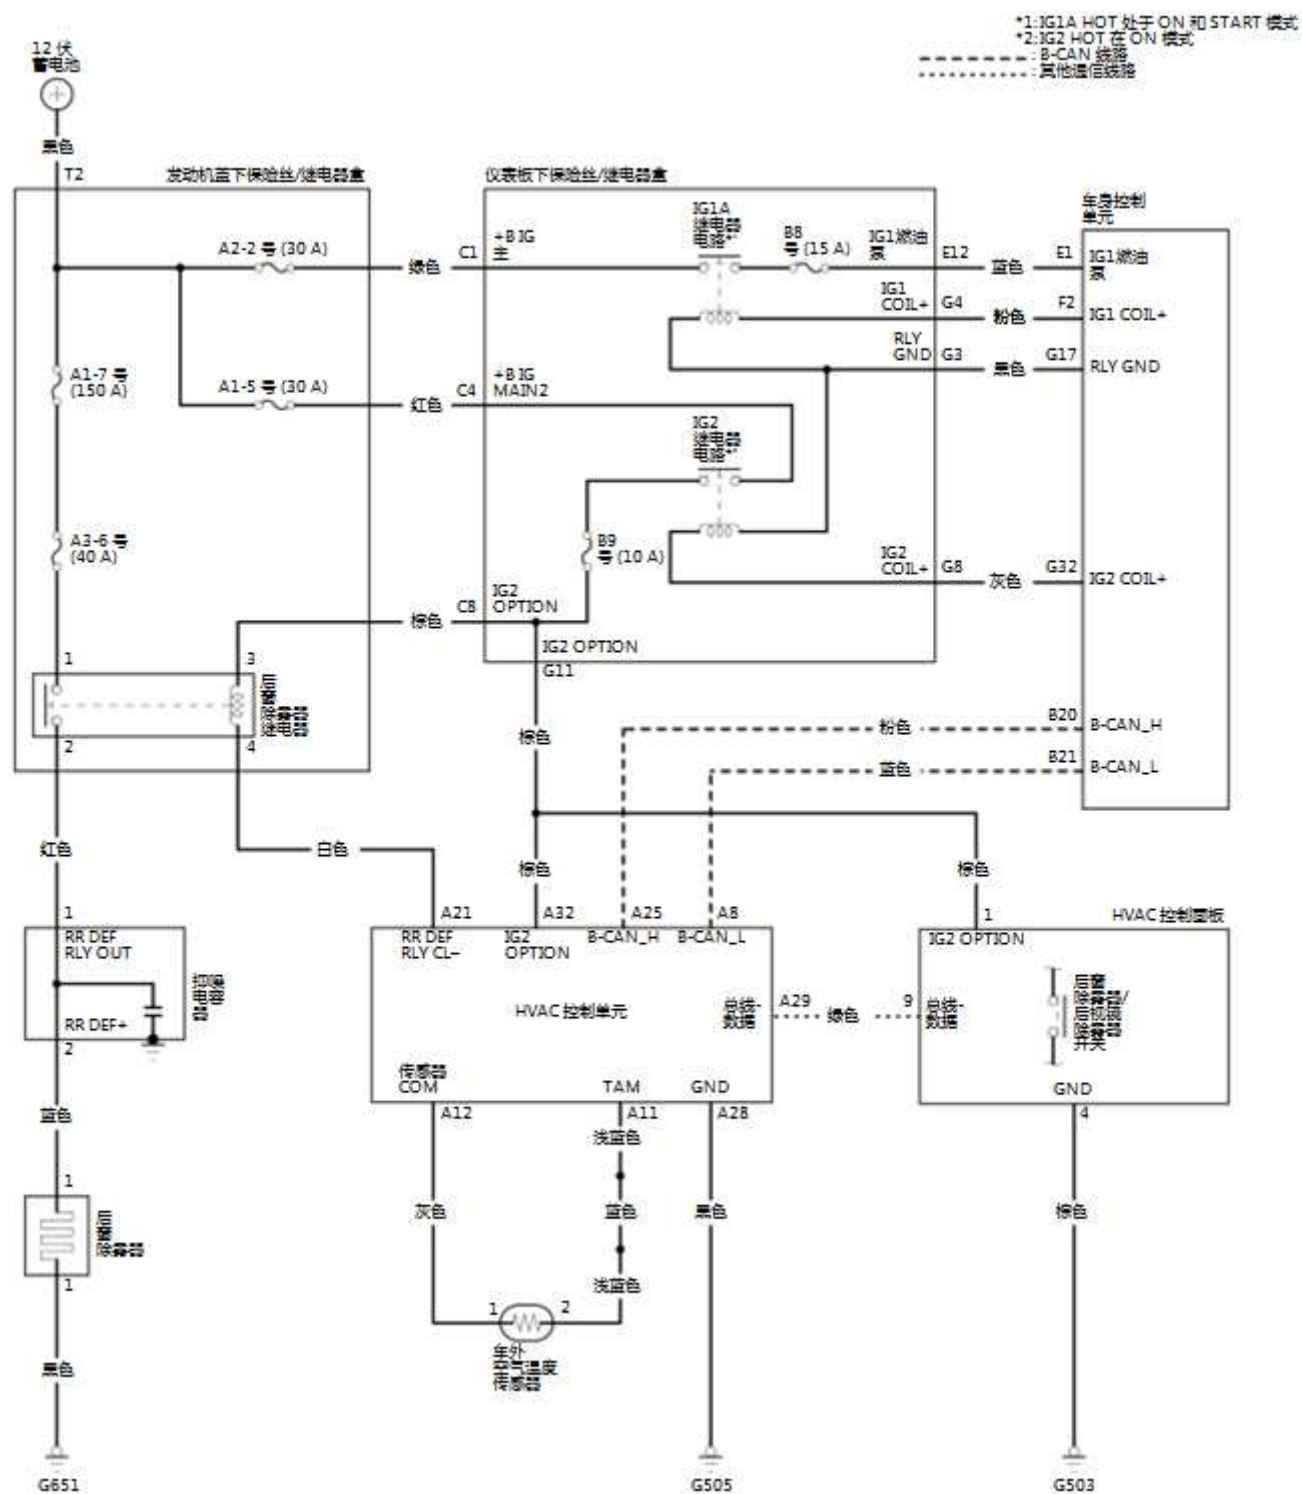 *1:IG1A HOT 处于 ON 和 START 模式
*2:IG2 HOT 在 ON 模式
: B-CAN 线路
: 其他通信线路
12 伏
蓄电池
黑色
T2
发动机盖下保险丝/继电器盒
仪表板下保险丝/继电器盒
车身控制
单元
A2-2 号 (30 A)
绿色
C1
+B IG
主
IG1A
继电器
电路*¹
B8
号 (15 A)
IG1燃油
泵
E12
蓝色
E1
IG1燃油
泵
IG1
COIL+
G4
粉色
F2
IG1 COIL+
RLY
GND
G3
黑色
G17
RLY GND
A1-7 号
(150 A)
A1-5 号 (30 A)
红色
C4
+B IG
MAIN2
IG2
继电器
电路*²
A3-6 号
(40 A)
B9
号 (10 A)
IG2
COIL+
G8
灰色
G32
IG2 COIL+
棕色
C8
IG2
OPTION
IG2 OPTION
G11
1
3
后窗
除雾器
继电器
2
4
棕色
粉色
B20
B-CAN_H
蓝色
B21
B-CAN_L
红色
白色
棕色
棕色
1
A21
A32
A25
A8
1
HVAC 控制面板
RR DEF
RLY OUT
抑噪
电容
器
RR DEF+
2
RR DEF
RLY CL−
IG2
OPTION
B-CAN_H
B-CAN_L
HVAC 控制单元
总线-
数据
A29
绿色
9
IG2 OPTION
总线-
数据
后窗
除雾器/
后视镜
除雾器
开关
传感器
COM
TAM
GND
GND
A12
A11
A28
4
蓝色
浅蓝色
1
后窗
除雾器
1
灰色
蓝色
黑色
棕色
浅蓝色
1
2
车外
空气温度
传感器
黑色
G651
G505
G503